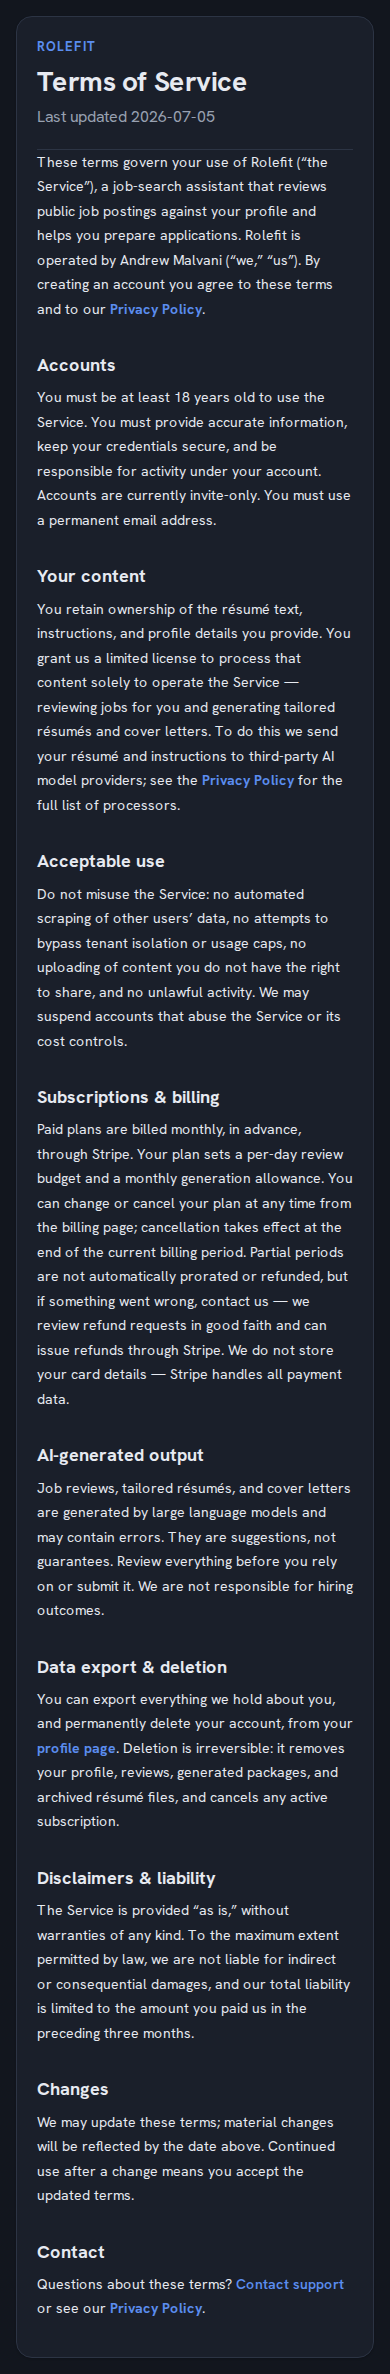 ROLEFIT
Terms of Service
Last updated 2026-07-05
These terms govern your use of Rolefit (“the
Service”), a job-search assistant that reviews
public job postings against your profile and
helps you prepare applications. Rolefit is
operated by Andrew Malvani (“we,” “us”). By
creating an account you agree to these terms
and to our Privacy Policy.
Accounts
You must be at least 18 years old to use the
Service. You must provide accurate information,
keep your credentials secure, and be
responsible for activity under your account.
Accounts are currently invite-only. You must use
a permanent email address.
Your content
You retain ownership of the résumé text,
instructions, and profile details you provide. You
grant us a limited license to process that
content solely to operate the Service —
reviewing jobs for you and generating tailored
résumés and cover letters. To do this we send
your résumé and instructions to third-party AI
model providers; see the Privacy Policy for the
full list of processors.
Acceptable use
Do not misuse the Service: no automated
scraping of other users’ data, no attempts to
bypass tenant isolation or usage caps, no
uploading of content you do not have the right
to share, and no unlawful activity. We may
suspend accounts that abuse the Service or its
cost controls.
Subscriptions & billing
Paid plans are billed monthly, in advance,
through Stripe. Your plan sets a per-day review
budget and a monthly generation allowance. You
can change or cancel your plan at any time from
the billing page; cancellation takes effect at the
end of the current billing period. Partial periods
are not automatically prorated or refunded, but
if something went wrong, contact us — we
review refund requests in good faith and can
issue refunds through Stripe. We do not store
your card details — Stripe handles all payment
data.
AI-generated output
Job reviews, tailored résumés, and cover letters
are generated by large language models and
may contain errors. They are suggestions, not
guarantees. Review everything before you rely
on or submit it. We are not responsible for hiring
outcomes.
Data export & deletion
You can export everything we hold about you,
and permanently delete your account, from your
profile page. Deletion is irreversible: it removes
your profile, reviews, generated packages, and
archived résumé files, and cancels any active
subscription.
Disclaimers & liability
The Service is provided “as is,” without
warranties of any kind. To the maximum extent
permitted by law, we are not liable for indirect
or consequential damages, and our total liability
is limited to the amount you paid us in the
preceding three months.
Changes
We may update these terms; material changes
will be reflected by the date above. Continued
use after a change means you accept the
updated terms.
Contact
Questions about these terms? Contact support
or see our Privacy Policy.